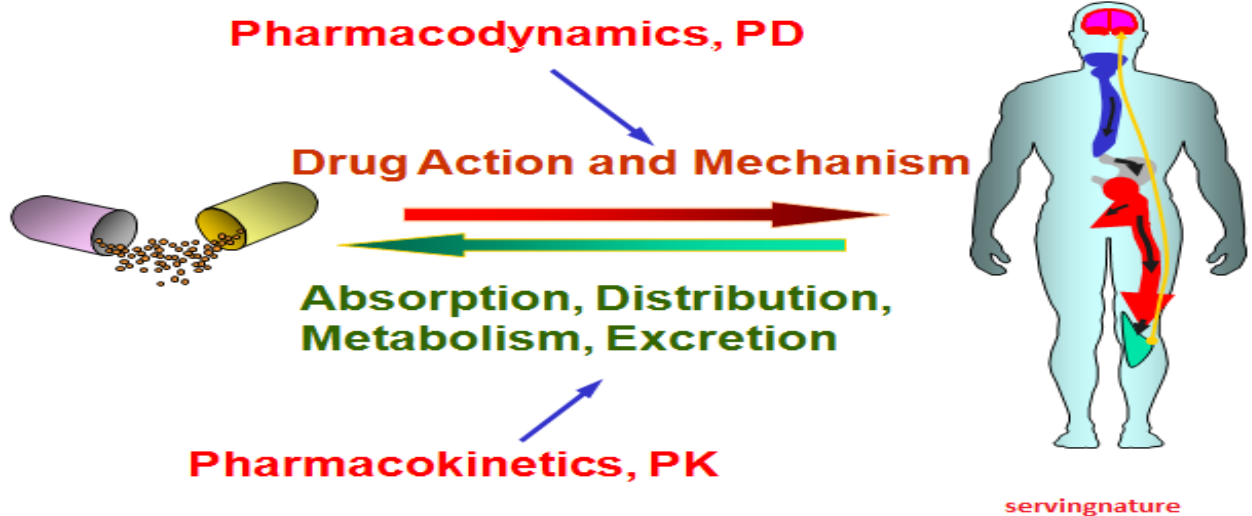 Pharmacodynamics, PD
Drug Action and Mechanism
Absorption, Distribution,
Metabolism, Excretion
Pharmacokinetics, PK
servingnature